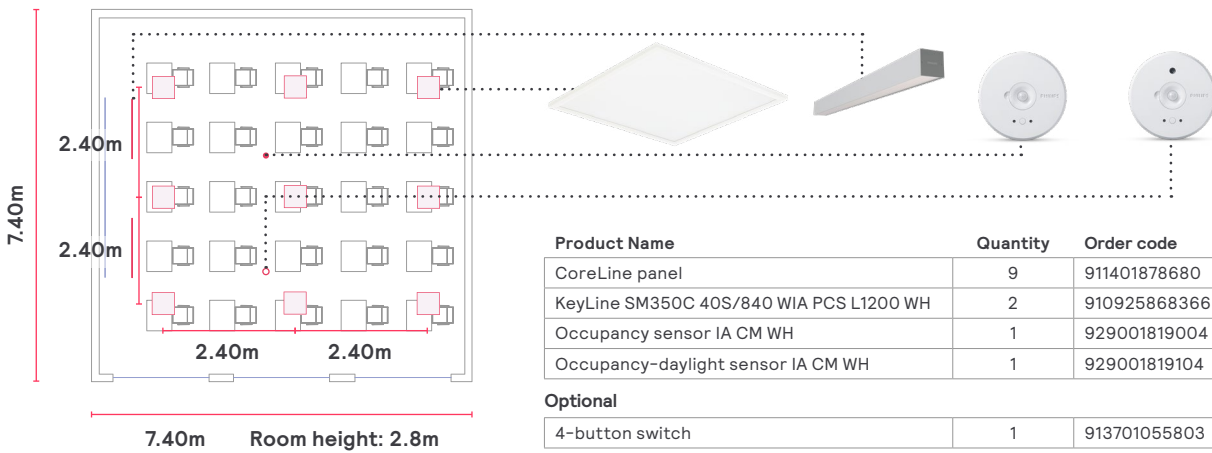 2.40m
7.40m
2.40m
2.40m
2.40m
7.40m
Room height: 2.8m
Product Name Quantity Order code
CoreLine panel 9 911401878680
KeyLine SM350C 40S/840 WIA PCS L1200 WH 2 910925868366
Occupancy sensor IA CM WH 1 929001819004
Occupancy-daylight sensor IA CM WH 1 929001819104
Optional
4-button switch 1 913701055803